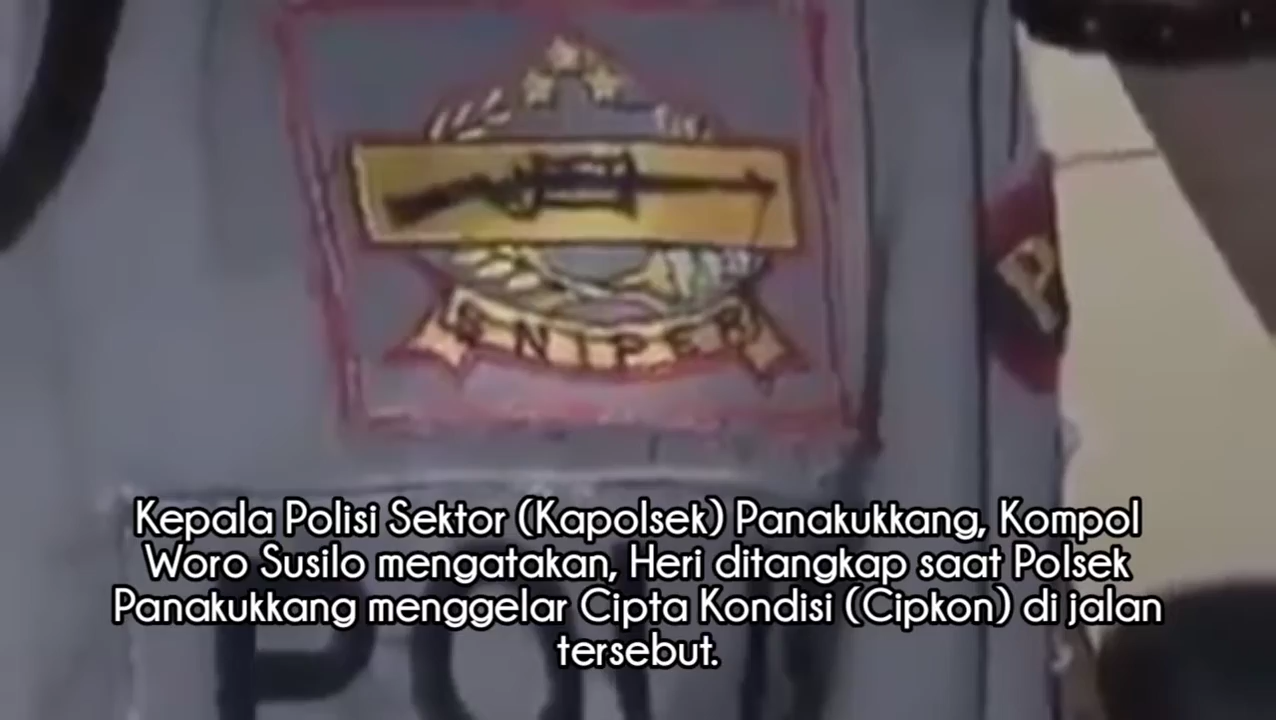 SNIPER
Kepala Polisi Sektor (Kapolsek) Panakukkang, Kompol
Woro Susilo mengatakan, Heri ditangkap saat Polsek
Panakukkang menggelar Cipta Kondisi (Cipkon) di jalan
tersebut.